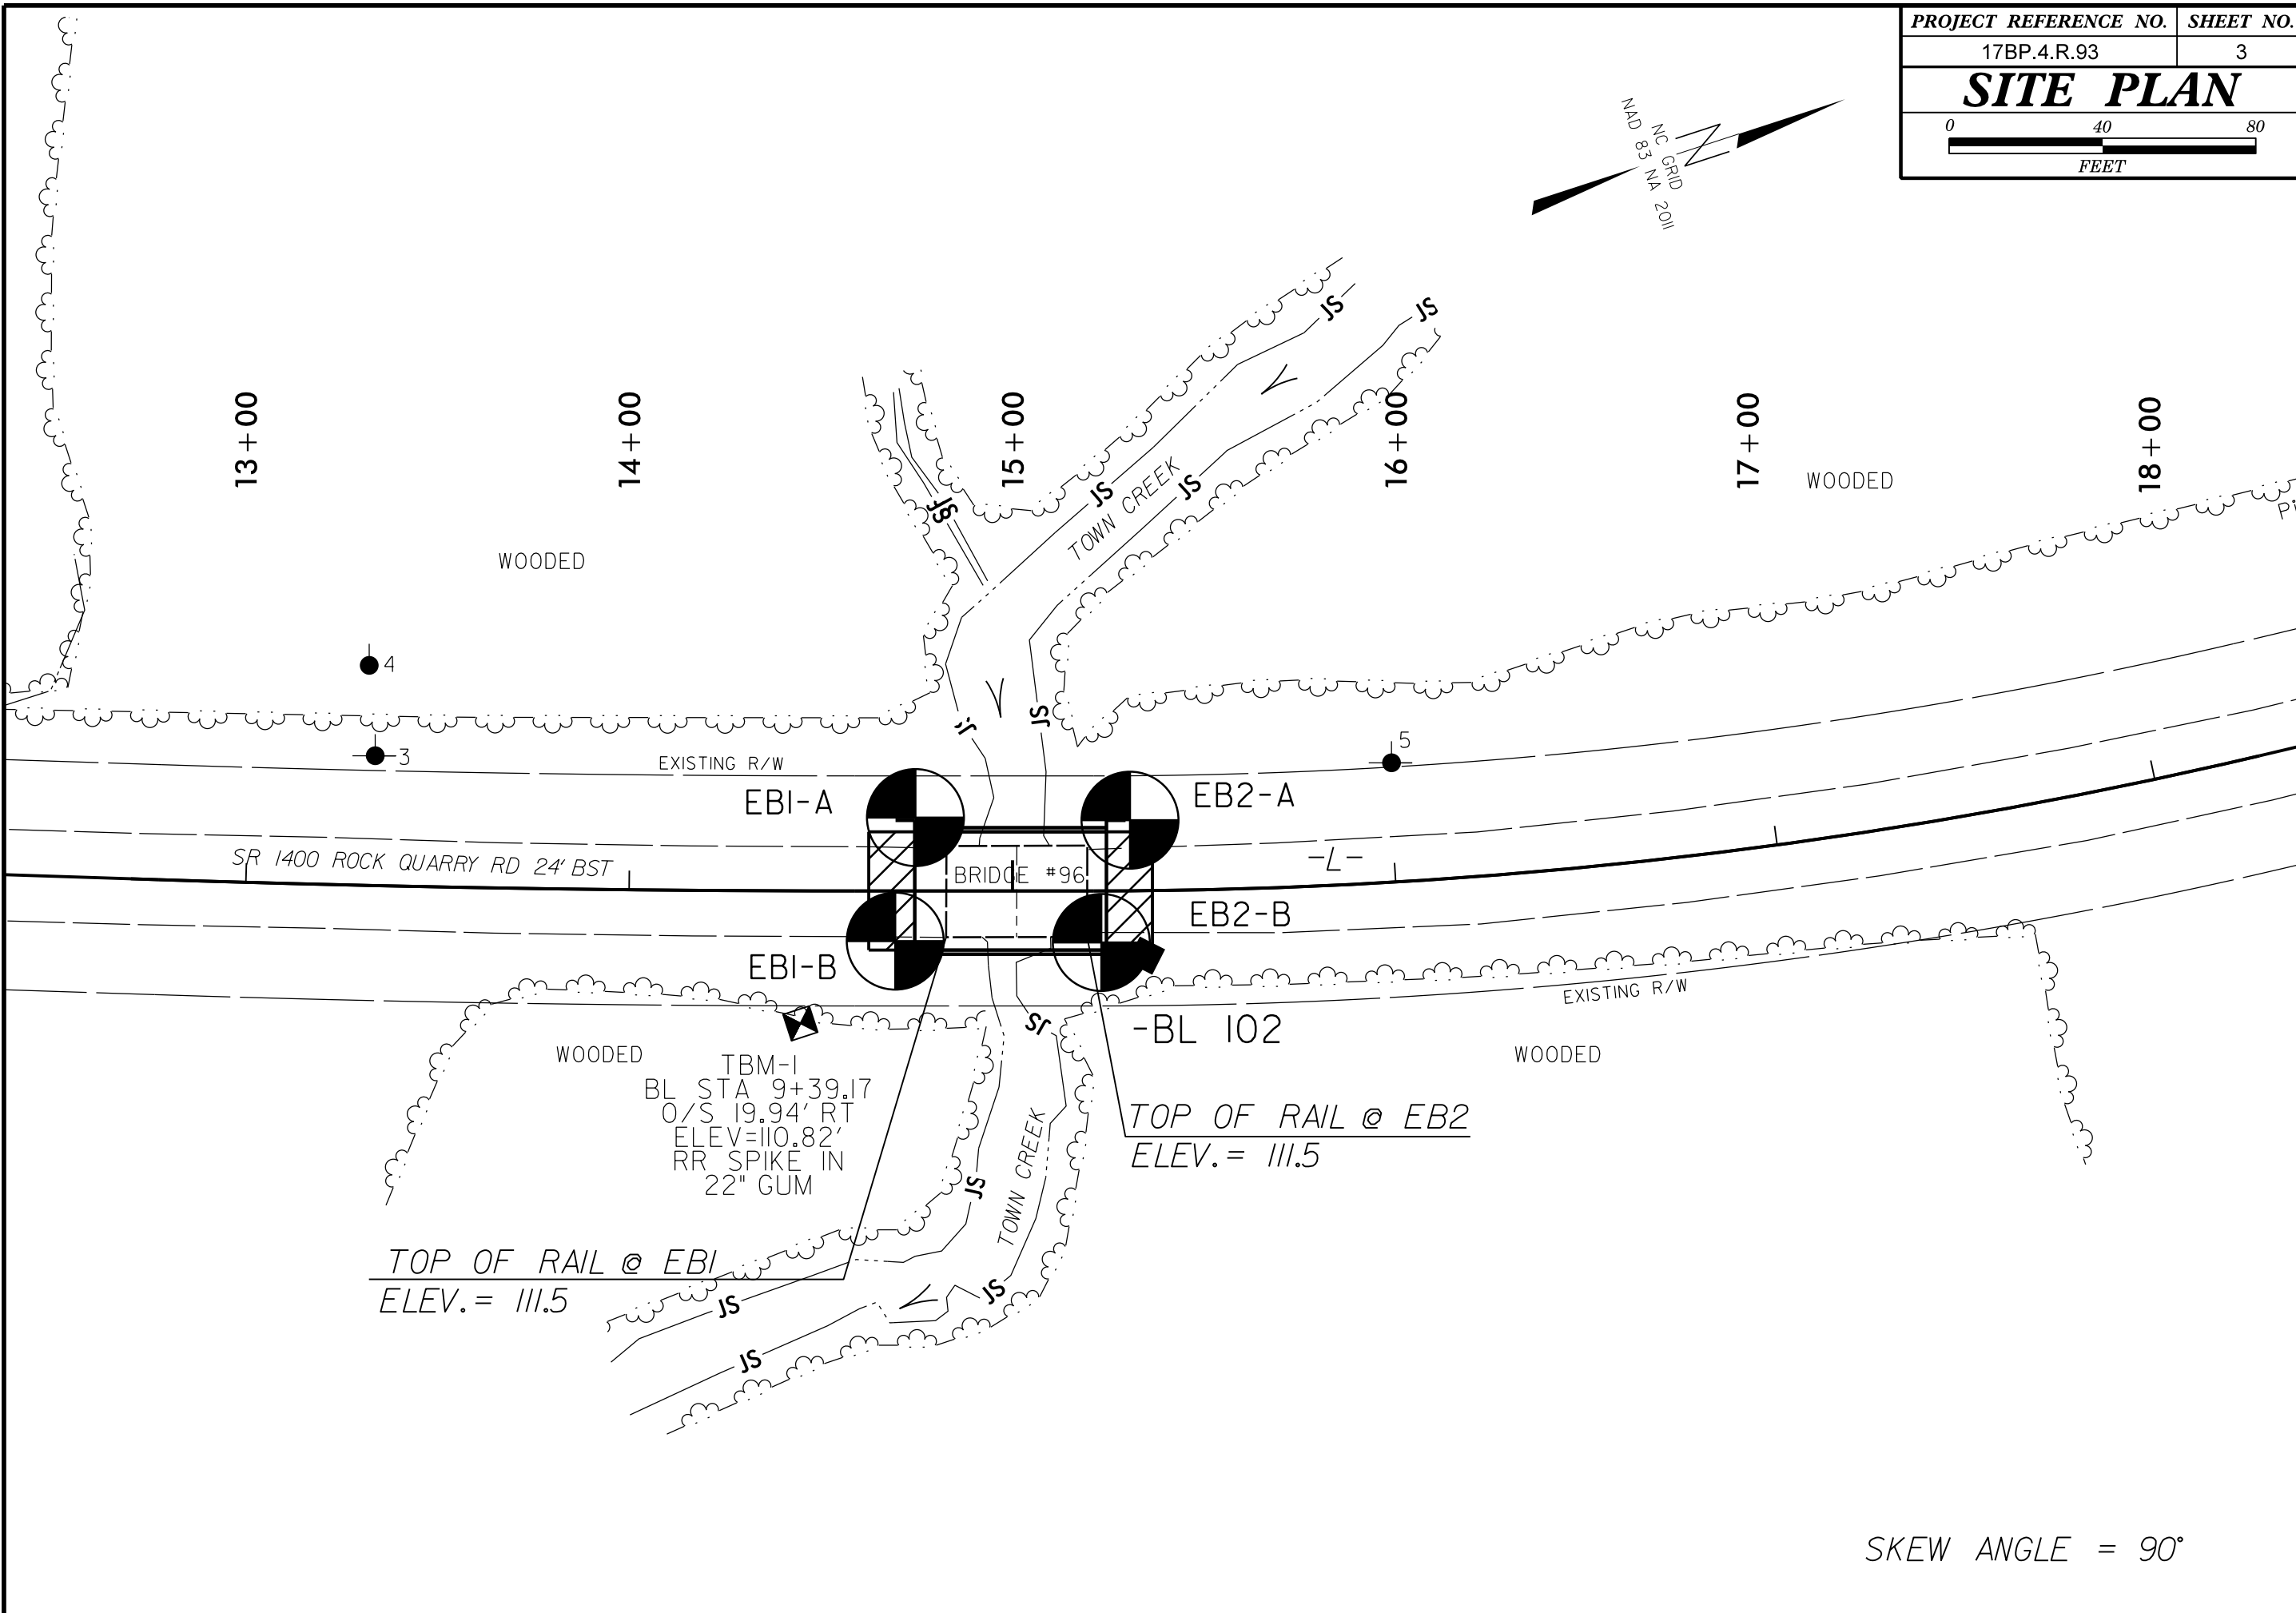 PROJECT REFERENCE NO. SHEET NO.
17BP.4.R.93 3
SITE PLAN
0 40 80
FEET
NC GRID
NAD 83 NA 2011
JS
JS
13+00
14+00
15+00
16+00
17+00
18+00
WOODED
WOODED
JS
JS
JS
JS
TOWN CREEK
4
3
5
JS
JS
EXISTING R/W
EB1-A
EB2-A
SR 1400 ROCK QUARRY RD 24' BST
BRIDGE #96
-L-
EB1-B
EB2-B
EXISTING R/W
JS
-BL 102
WOODED
WOODED
TBM-1
BL STA 9+39.17
O/S 19.94' RT
ELEV=110.82'
RR SPIKE IN
22" GUM
TOP OF RAIL @ EB2
ELEV. = 111.5
TOWN CREEK
JS
TOP OF RAIL @ EB1
ELEV. = 111.5
JS
JS
JS
SKEW ANGLE = 90°